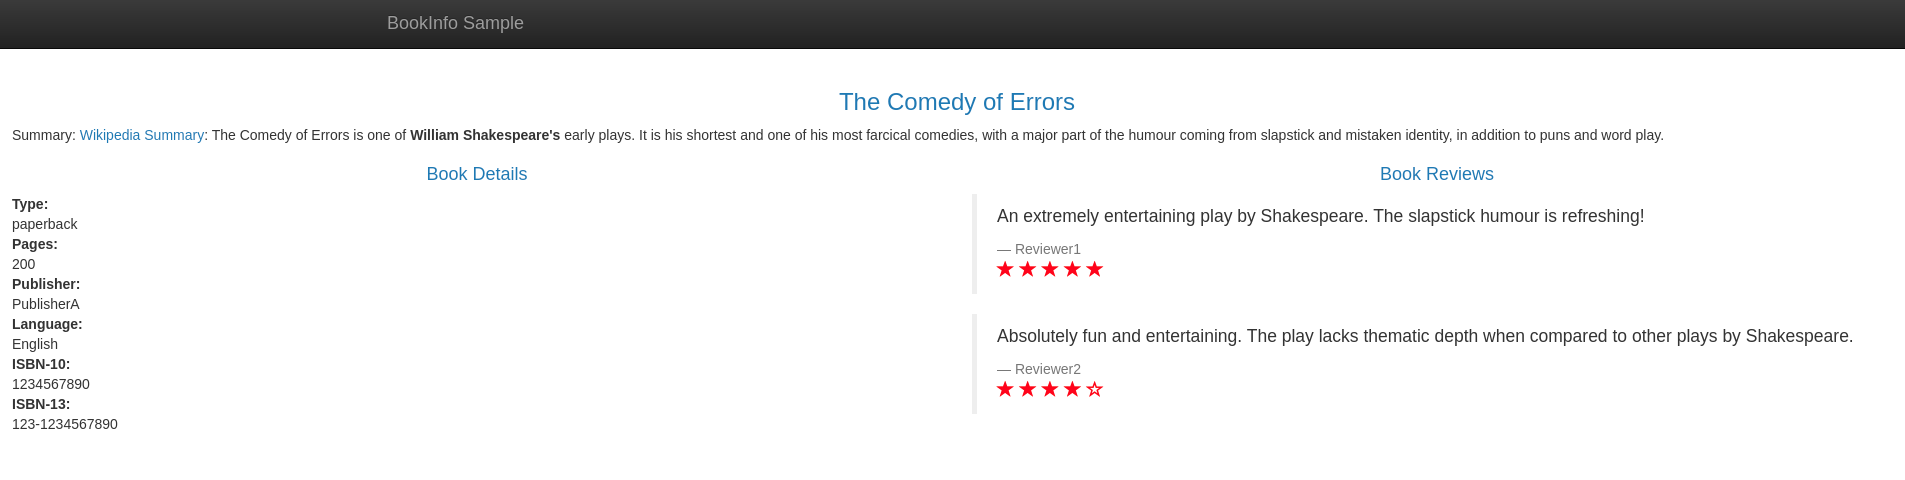 BookInfo Sample
The Comedy of Errors
Summary: Wikipedia Summary: The Comedy of Errors is one of William Shakespeare's early plays. It is his shortest and one of his most farcical comedies, with a major part of the humour coming from slapstick and mistaken identity, in addition to puns and word play.
Book Details
Type:
paperback
Pages:
200
Publisher:
PublisherA
Language:
English
ISBN-10:
1234567890
ISBN-13:
123-1234567890
Book Reviews
An extremely entertaining play by Shakespeare. The slapstick humour is refreshing!
— Reviewer1
Absolutely fun and entertaining. The play lacks thematic depth when compared to other plays by Shakespeare.
— Reviewer2